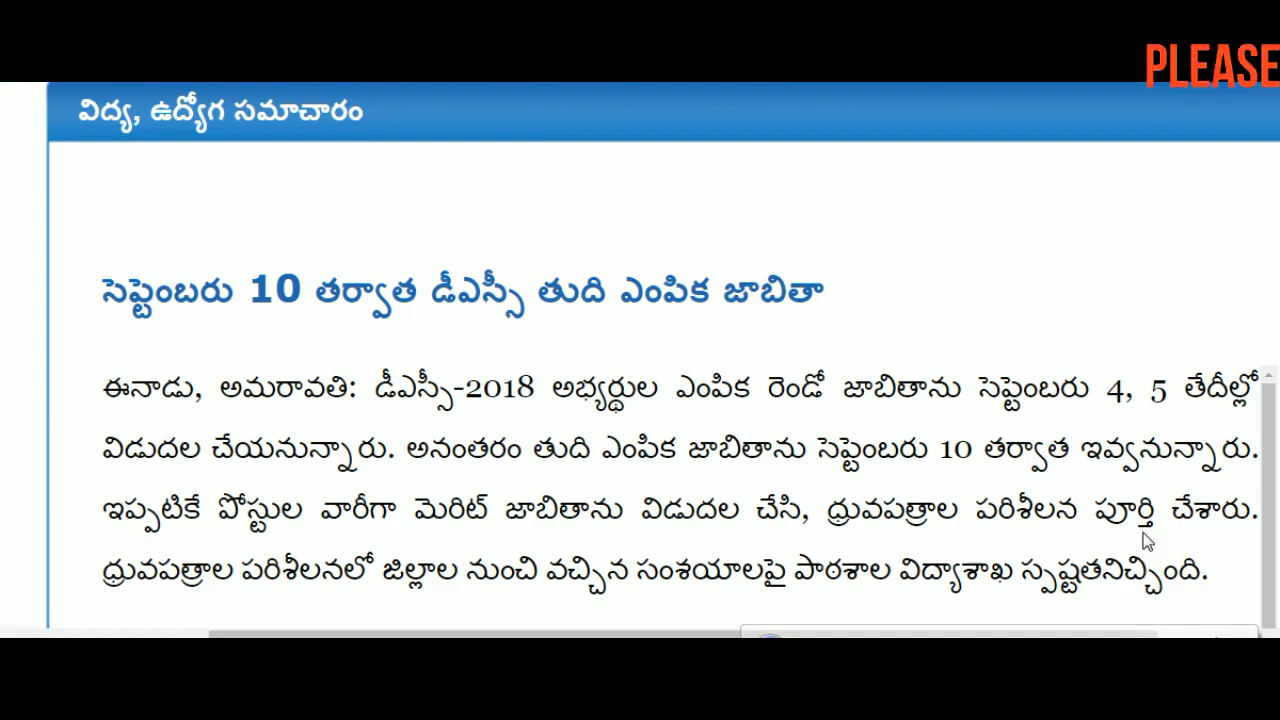 PLEASE
విద్య, ఉద్యోగ సమాచారం
సెప్టెంబరు 10 తర్వాత డీఎస్సీ తుది ఎంపిక జాబితా
ఈనాడు, అమరావతి: డీఎస్సీ-2018 అభ్యర్థుల ఎంపిక రెండో జాబితాను సెప్టెంబరు 4, 5 తేదీల్లో
విడుదల చేయనున్నారు. అనంతరం తుది ఎంపిక జాబితాను సెప్టెంబరు 10 తర్వాత ఇవ్వనున్నారు.
ఇప్పటికే పోస్టుల వారీగా మెరిట్ జాబితాను విడుదల చేసి, ధ్రువపత్రాల పరిశీలన పూర్తి చేశారు.
ధ్రువపత్రాల పరిశీలనలో జిల్లాల నుంచి వచ్చిన సంశయాలపై పాఠశాల విద్యాశాఖ స్పష్టతనిచ్చింది.